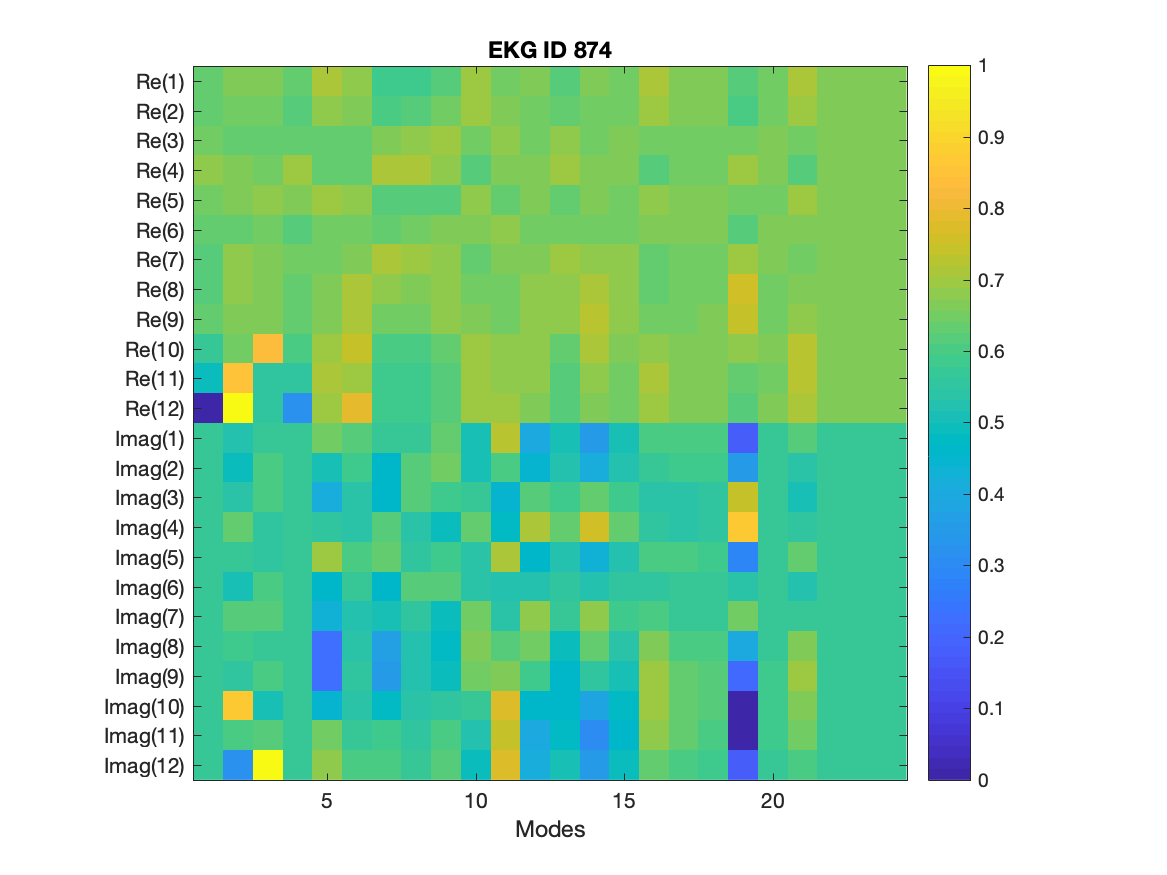 EKG ID 874
Re(1)
Re(2)
Re(3)
Re(4)
Re(5)
Re(6)
Re(7)
Re(8)
Re(9)
Re(10)
Re(11)
Re(12)
Imag(1)
Imag(2)
Imag(3)
Imag(4)
Imag(5)
Imag(6)
Imag(7)
Imag(8)
Imag(9)
Imag(10)
Imag(11)
Imag(12)
5 10 15 20
Modes
1
0.9
0.8
0.7
0.6
0.5
0.4
0.3
0.2
0.1
0